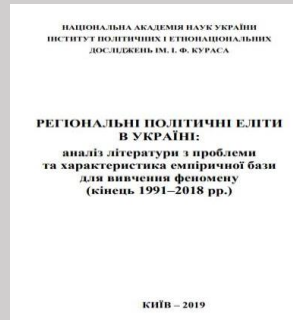 НАЦІОНАЛЬНА АКАДЕМІЯ НАУК УКРАЇНИ
ІНСТИТУТ ПОЛІТИЧНИХ І ЕТНОНАЦІОНАЛЬНИХ
ДОСЛІДЖЕНЬ ІМ. І. Ф. КУРАСА
РЕГІОНАЛЬНІ ПОЛІТИЧНІ ЕЛІТИ
В УКРАЇНІ:
аналіз літератури з проблеми
та характеристика емпіричної бази
для вивчення феномену
(кінець 1991–2018 рр.)
КИЇВ – 2019